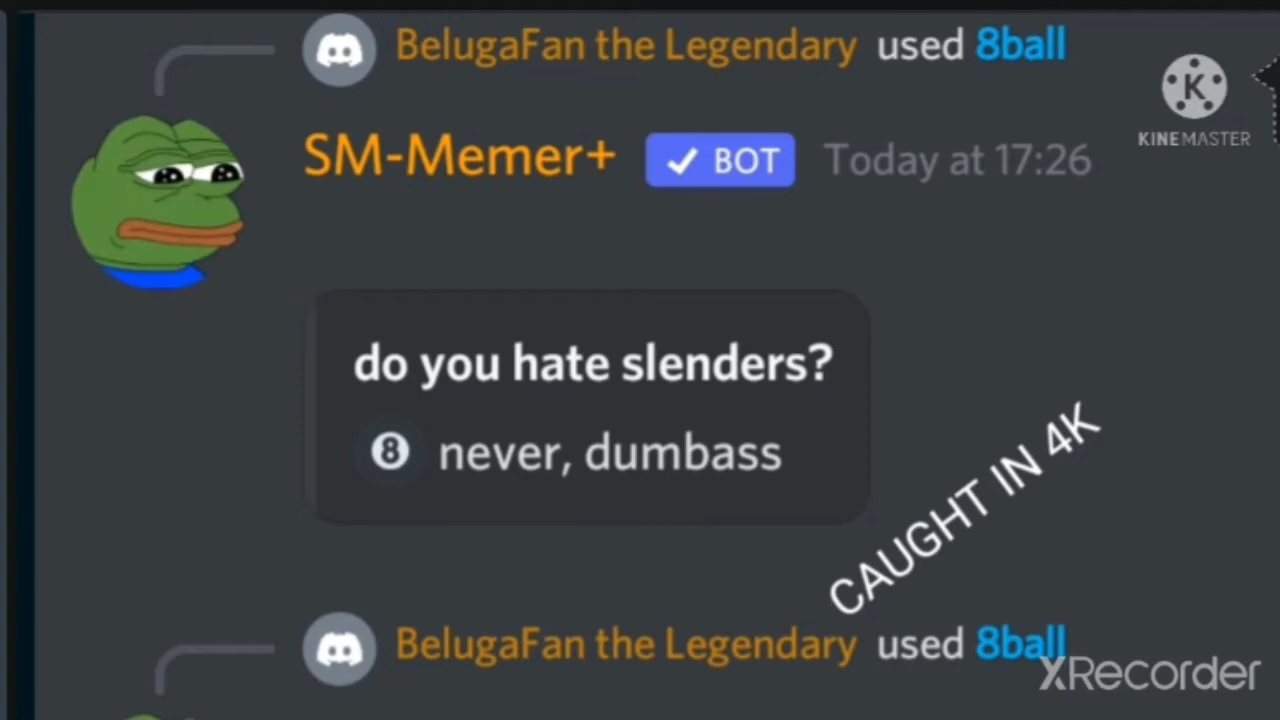 BelugaFan the Legendary used 8ball
K
KINEMASTER
SM-Memer+ ✓ BOT Today at 17:26
do you hate slenders?
8 never, dumbass
CAUGHT IN 4K
BelugaFan the Legendary used 8ball
XRecorder